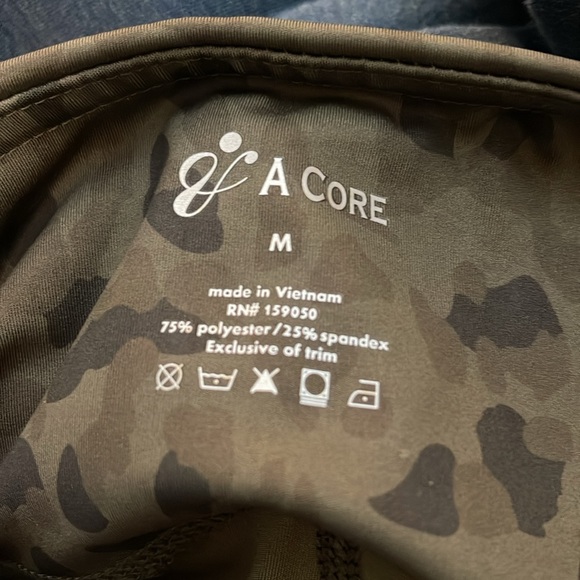 A CORE
M
made in Vietnam
RN# 159050
75% polyester/25% spandex
Exclusive of trim